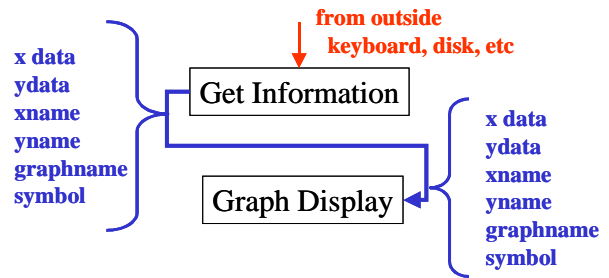 from outside
keyboard, disk, etc
x data
ydata
xname
yname
graphname
symbol
Get Information
Graph Display
x data
ydata
xname
yname
graphname
symbol